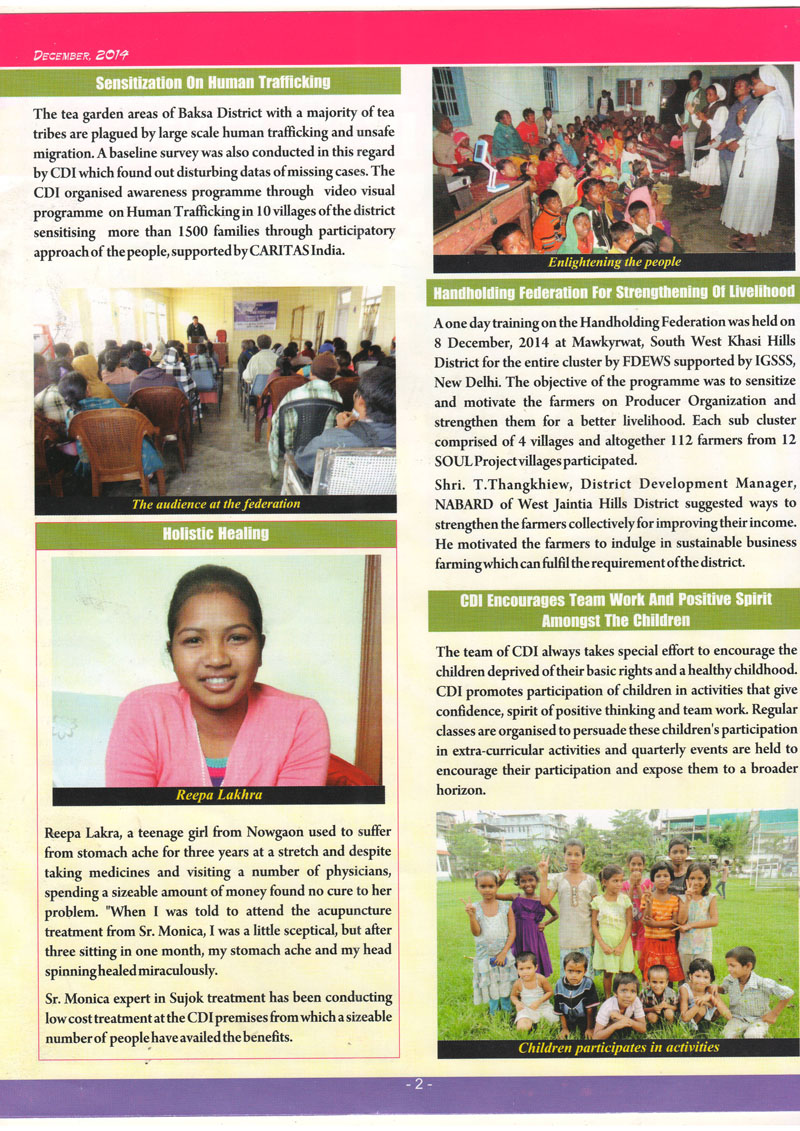 December, 2014
Sensitization On Human Trafficking
The tea garden areas of Baksa District with a majority of tea
tribes are plagued by large scale human trafficking and unsafe
migration. A baseline survey was also conducted in this regard
by CDI which found out disturbing datas of missing cases. The
CDI organised awareness programme through video visual
programme on Human Trafficking in 10 villages of the district
sensitising more than 1500 families through participatory
approach of the people, supported by CARITAS India.
The audience at the federation
Holistic Healing
Reepa Lakhra
Reepa Lakra, a teenage girl from Nowgaon used to suffer
from stomach ache for three years at a stretch and despite
taking medicines and visiting a number of physicians,
spending a sizeable amount of money found no cure to her
problem. "When I was told to attend the acupuncture
treatment from Sr. Monica, I was a little sceptical, but after
three sitting in one month, my stomach ache and my head
spinning healed miraculously.
Sr. Monica expert in Sujok treatment has been conducting
low cost treatment at the CDI premises from which a sizeable
number of people have availed the benefits.
Enlightening the people
Handholding Federation For Strengthening Of Livelihood
A one day training on the Handholding Federation was held on
8 December, 2014 at Mawkyrwat, South West Khasi Hills
District for the entire cluster by FDEWS supported by IGSSS,
New Delhi. The objective of the programme was to sensitize
and motivate the farmers on Producer Organization and
strengthen them for a better livelihood. Each sub cluster
comprised of 4 villages and altogether 112 farmers from 12
SOUL Project villages participated.
Shri. T.Thangkhiew, District Development Manager,
NABARD of West Jaintia Hills District suggested ways to
strengthen the farmers collectively for improving their income.
He motivated the farmers to indulge in sustainable business
farming which can fulfil the requirement of the district.
CDI Encourages Team Work And Positive Spirit
Amongst The Children
The team of CDI always takes special effort to encourage the
children deprived of their basic rights and a healthy childhood.
CDI promotes participation of children in activities that give
confidence, spirit of positive thinking and team work. Regular
classes are organised to persuade these children's participation
in extra-curricular activities and quarterly events are held to
encourage their participation and expose them to a broader
horizon.
Children participates in activities
- 2 -